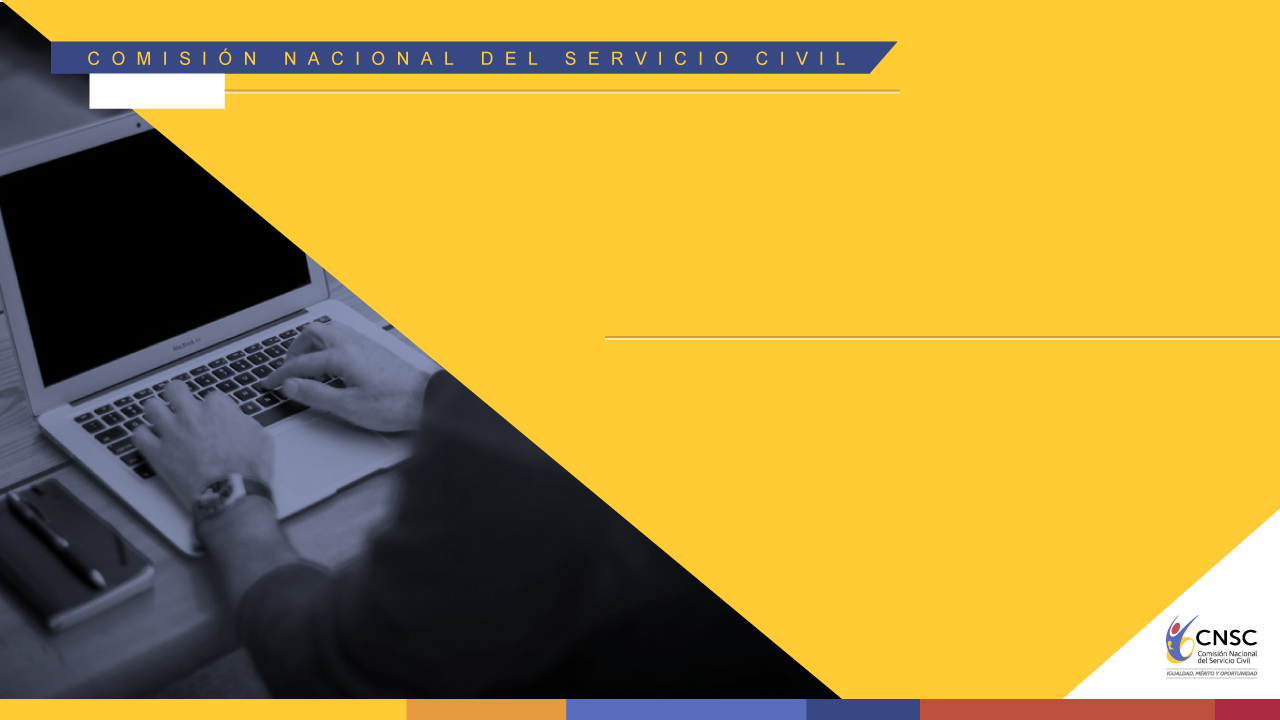 COMISIÓN NACIONAL DEL SERVICIO CIVIL
CNSC
Comisión Nacional
del Servicio Civil
IGUALDAD, MÉRITO Y OPORTUNIDAD